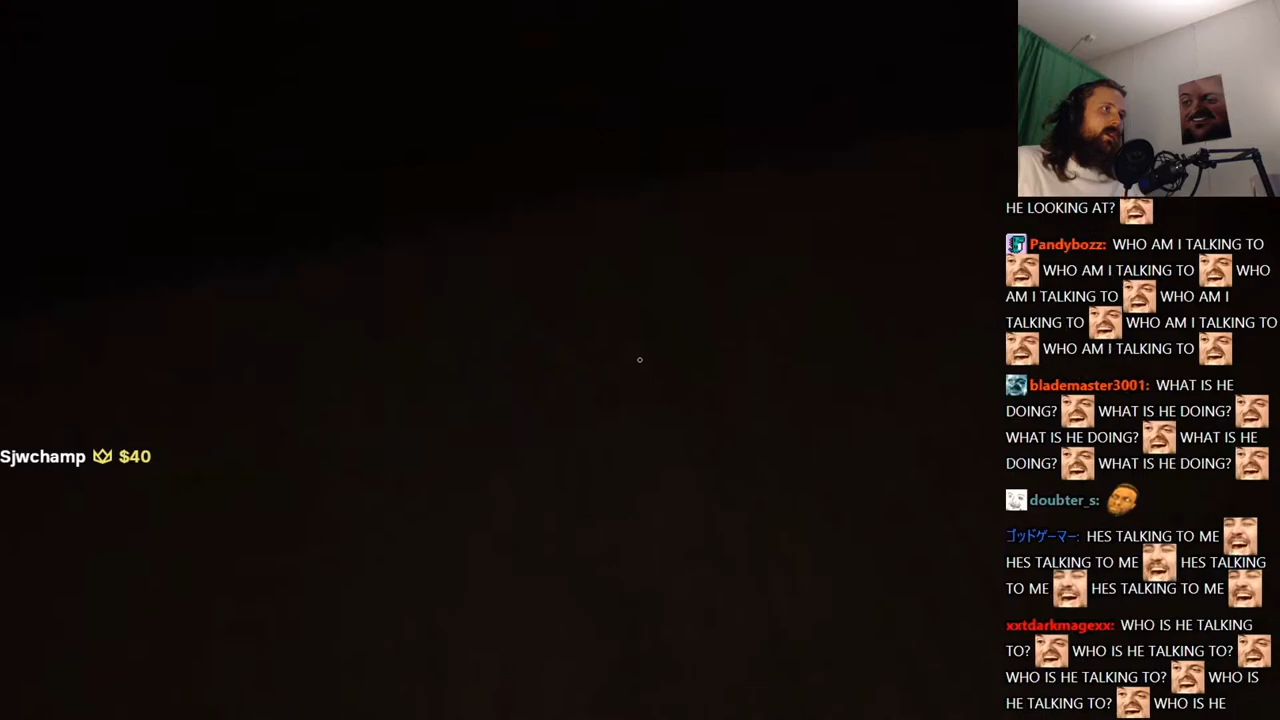 HE LOOKING AT?
Pandybozz: WHO AM I TALKING TO
WHO AM I TALKING TO WHO
AM I TALKING TO WHO AM I
TALKING TO WHO AM I TALKING TO
WHO AM I TALKING TO
blademaster3001: WHAT IS HE
DOING? WHAT IS HE DOING?
WHAT IS HE DOING? WHAT IS HE
DOING? WHAT IS HE DOING?
Sjwchamp $40
doubter_s:
ゴッドゲーマー: HES TALKING TO ME
HES TALKING TO ME HES TALKING
TO ME HES TALKING TO ME
xxtdarkmagexx: WHO IS HE TALKING
TO? WHO IS HE TALKING TO?
WHO IS HE TALKING TO? WHO IS
HE TALKING TO? WHO IS HE